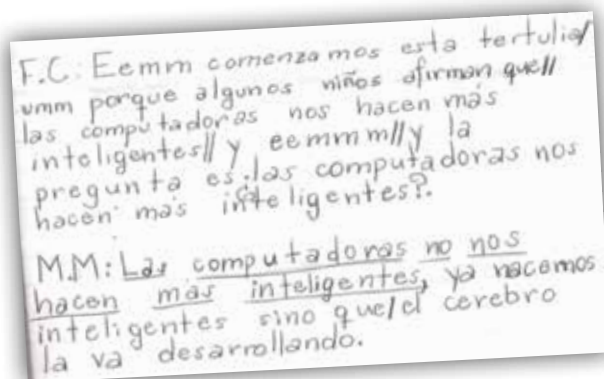 F.C: Eemm comenzamos esta tertulia/
umm porque algunos niños afirman que//
las computadoras nos hacen más
inteligentes// y eemmm//y la
pregunta es ¿las computadoras nos
hacen más inteligentes?.
M.M: Las computadoras no nos
hacen mas inteligentes, ya nacemos
inteligentes sino que/el cerebro
la va desarrollando.